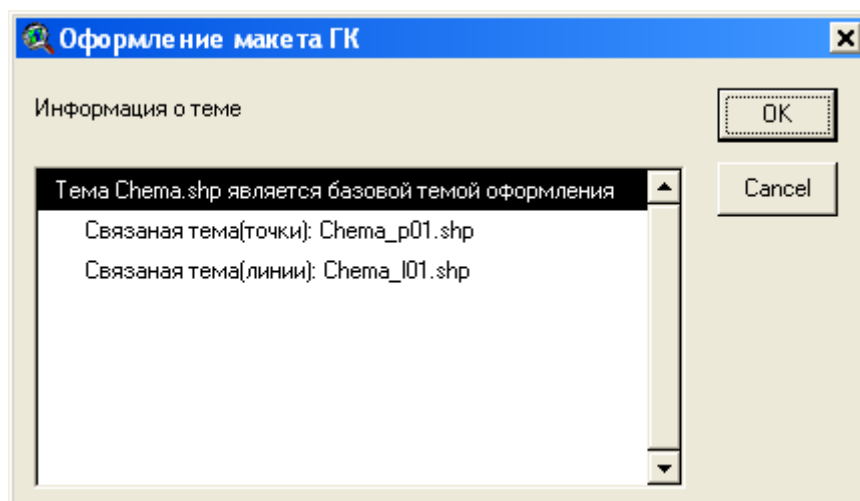 Оформление макета ГК
Информация о теме
OK
Cancel
Тема Chema.shp является базовой темой оформления
Связаная тема(точки): Chema_p01.shp
Связаная тема(линии): Chema_l01.shp